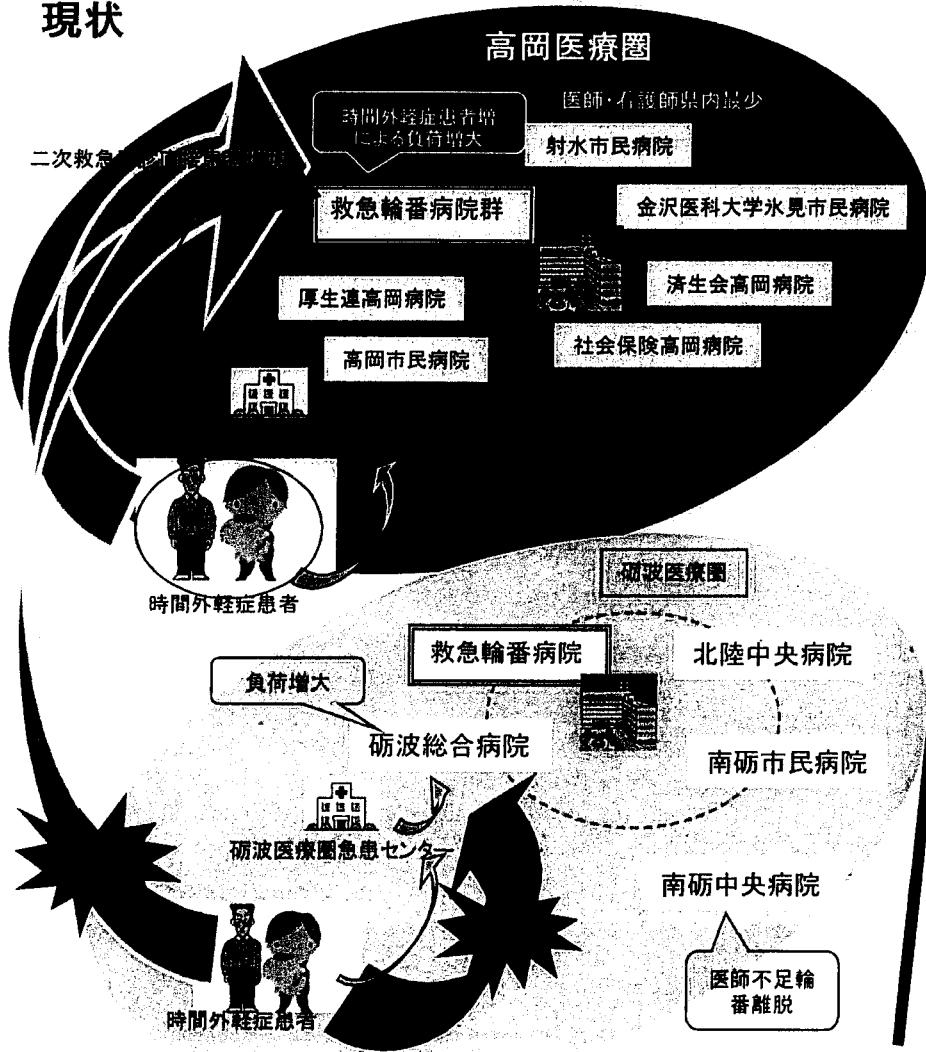 現状
高岡医療圏
医師・看護師県内最少
時間外軽症患者増
による負荷増大
射水市民病院
二次救急
救急輪番病院群
金沢医科大学氷見市民病院
厚生連高岡病院
済生会高岡病院
高岡市民病院
社会保険高岡病院
時間外軽症患者
砺波医療圏
救急輪番病院
北陸中央病院
負荷増大
砺波総合病院
南砺市民病院
砺波医療圏急患センター
南砺中央病院
医師不足輪
番離脱
時間外軽症患者